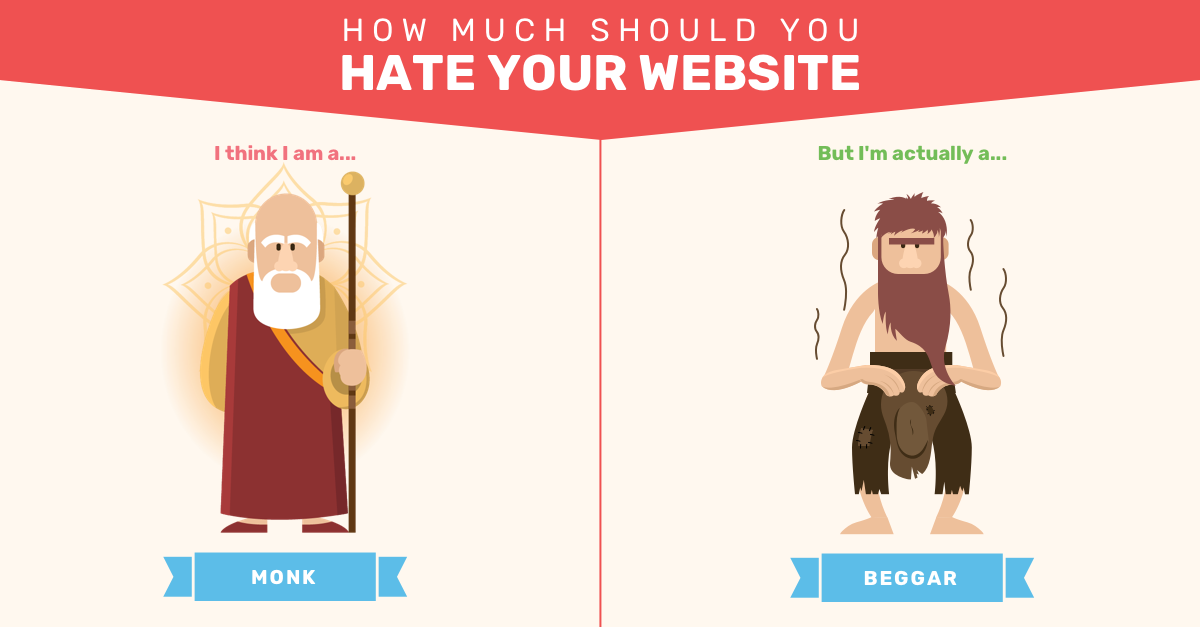 HOW MUCH SHOULD YOU
HATE YOUR WEBSITE
I think I am a...
But I'm actually a...
MONK
BEGGAR